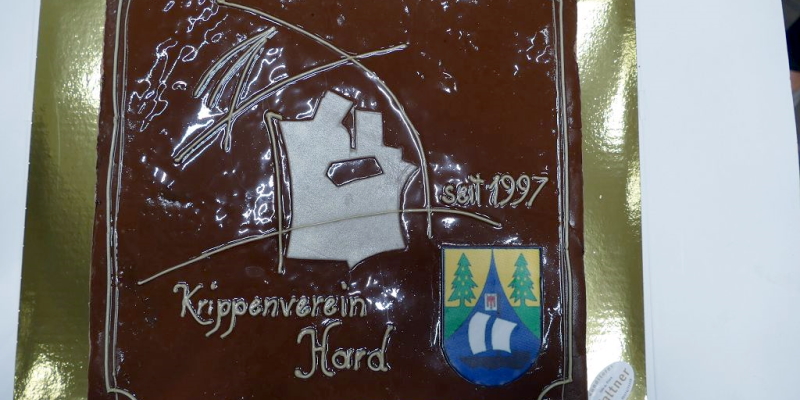 seit 1997
Krippenverein
Hard